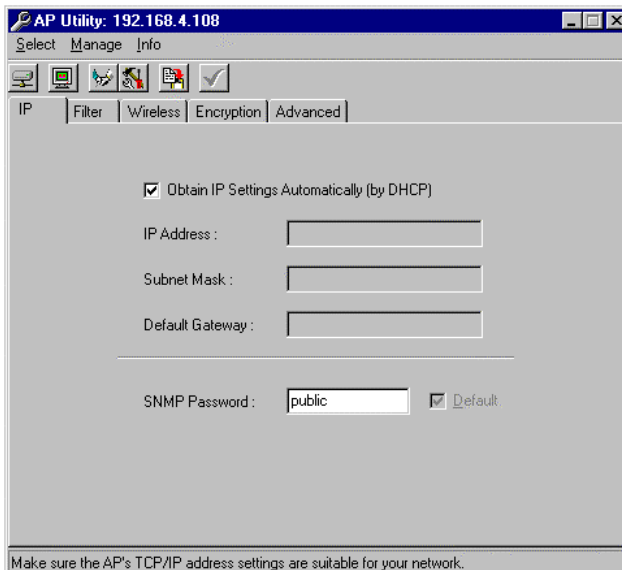 AP Utility: 192.168.4.108
Select Manage Info
IP Filter Wireless Encryption Advanced
Obtain IP Settings Automatically (by DHCP)
IP Address :
Subnet Mask :
Default Gateway :
SNMP Password : public Default
Make sure the AP's TCP/IP address settings are suitable for your network.